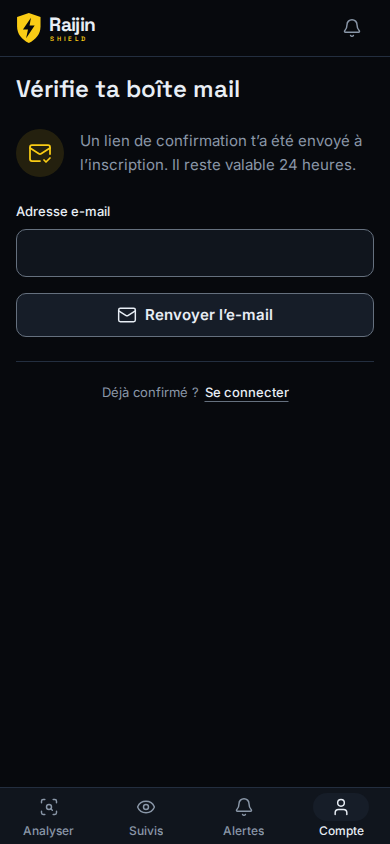 Raijin
SHIELD
Vérifie ta boîte mail
Un lien de confirmation t’a été envoyé à
l’inscription. Il reste valable 24 heures.
Adresse e-mail
Renvoyer l’e-mail
Déjà confirmé ? Se connecter
Analyser
Suivis
Alertes
Compte